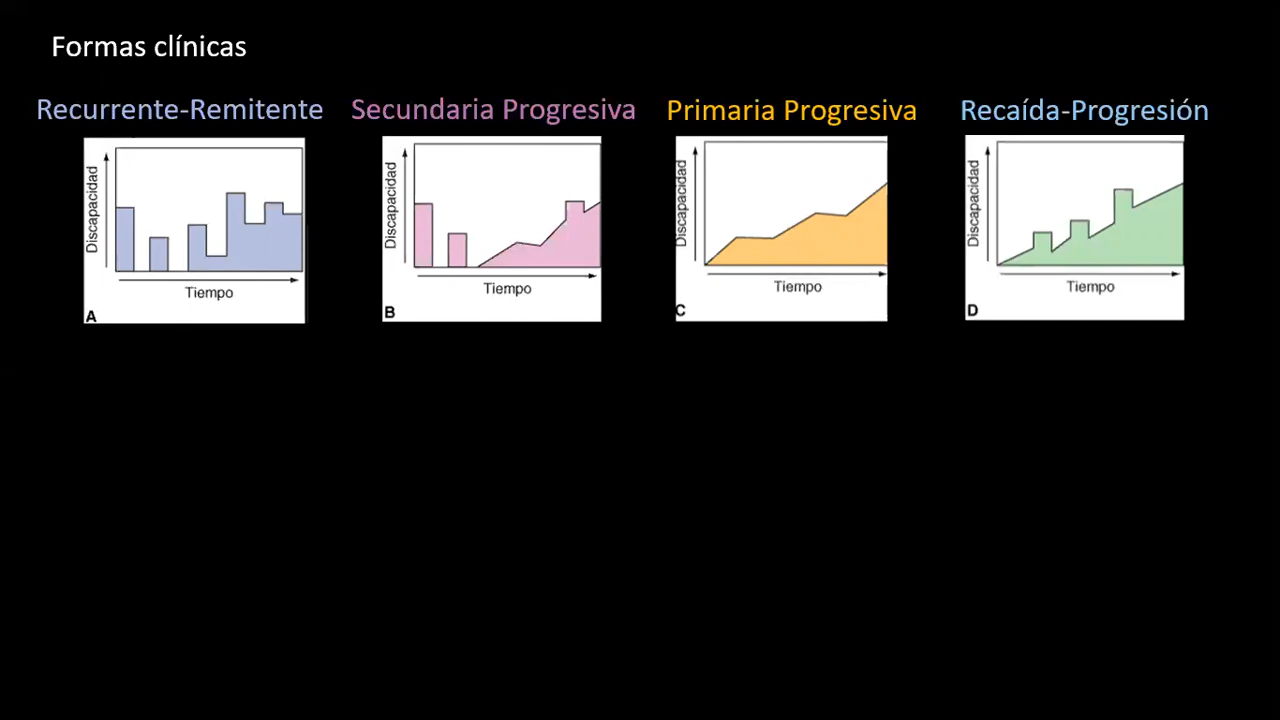 Formas clínicas
Recurrente-Remitente
Secundaria Progresiva
Primaria Progresiva
Recaída-Progresión
Discapacidad
Tiempo
A
Discapacidad
Tiempo
B
Discapacidad
Tiempo
C
Discapacidad
Tiempo
D